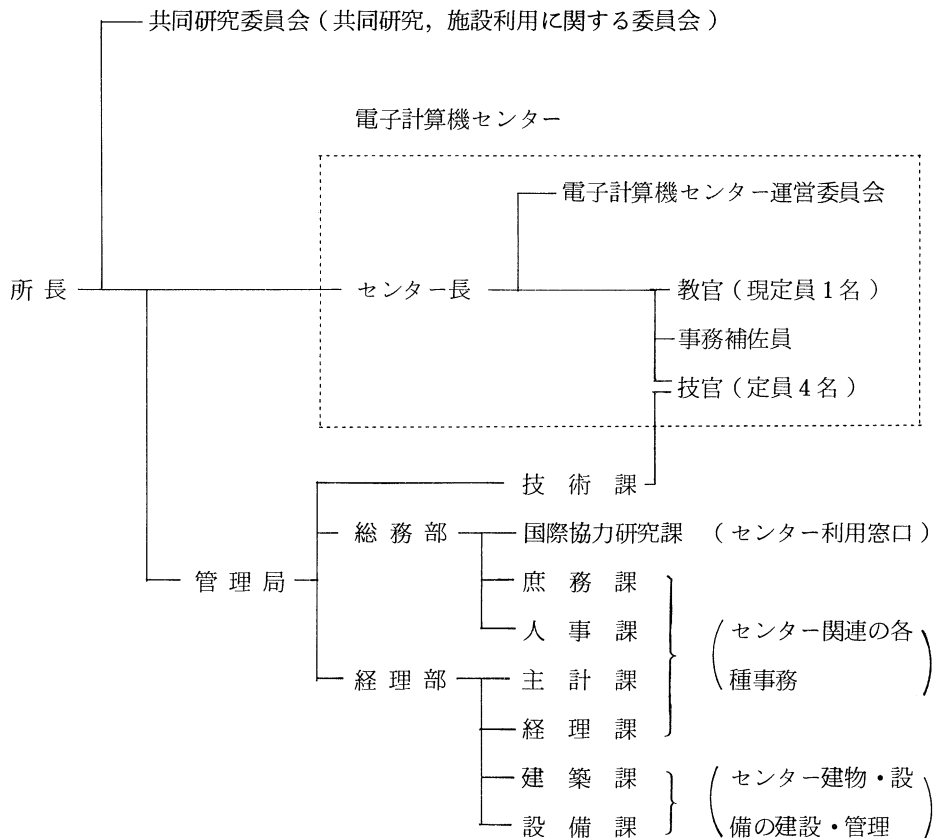 共同研究委員会(共同研究,施設利用に関する委員会)
電子計算機センター
電子計算機センター運営委員会
所長
センター長
教官(現定員1名)
事務補佐員
技官(定員4名)
技術課
総務部
国際協力研究課
(センター利用窓口)
管理局
庶務課
人事課
(センター関連の各
種事務)
経理部
主計課
経理課
建築課
(センター建物・設
設備課
備の建設・管理)